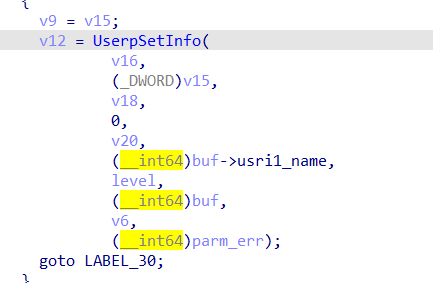 {
v9 = v15;
v12 = UserpSetInfo(
v16,
(_DWORD)v15,
v18,
0,
v20,
(__int64)buf->usri1_name,
level,
(__int64)buf,
v6,
(__int64)parm_err);
goto LABEL_30;
}